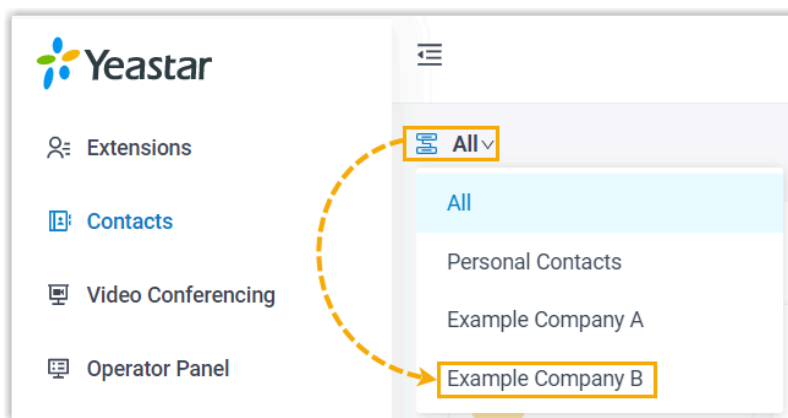 Yeastar
Extensions
Contacts
Video Conferencing
Operator Panel
All
All
Personal Contacts
Example Company A
Example Company B